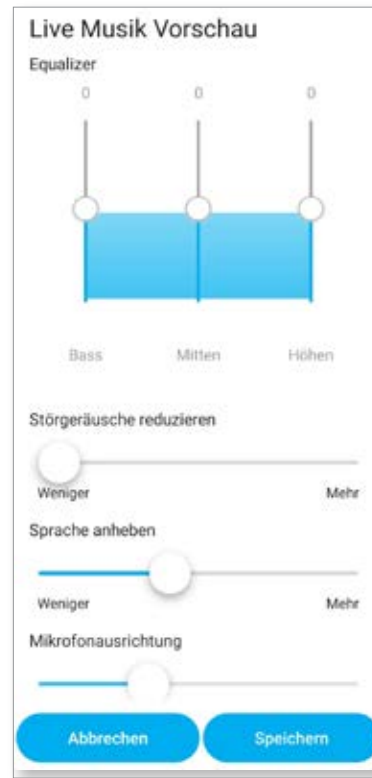 Live Musik Vorschau
Equalizer
0 0 0
Bass Mitten Höhen
Störgeräusche reduzieren
Weniger Mehr
Sprache anheben
Weniger Mehr
Mikrofonausrichtung
Abbrechen Speichern